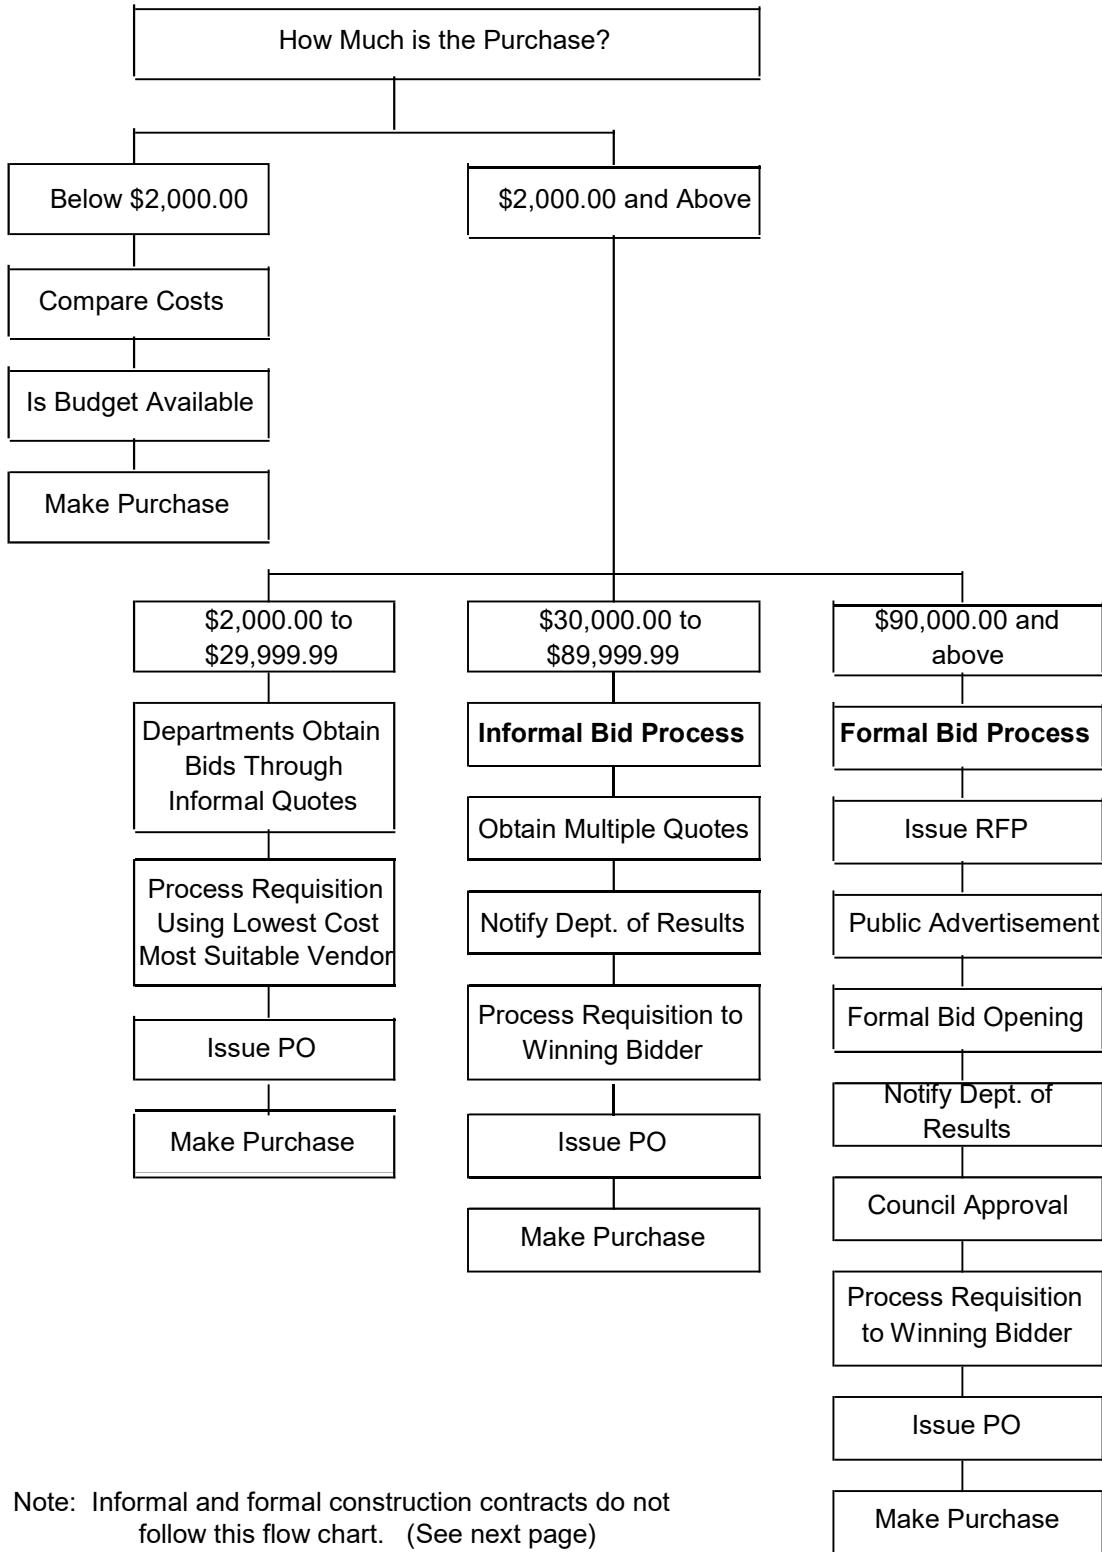 How Much is the Purchase?
Below $2,000.00
$2,000.00 and Above
Compare Costs
Is Budget Available
Make Purchase
$2,000.00 to
$29,999.99
Departments Obtain
Bids Through
Informal Quotes
Process Requisition
Using Lowest Cost
Most Suitable Vendor
Issue PO
Make Purchase
$30,000.00 to
$89,999.99
Informal Bid Process
Obtain Multiple Quotes
Notify Dept. of Results
Process Requisition to
Winning Bidder
Issue PO
Make Purchase
$90,000.00 and
above
Formal Bid Process
Issue RFP
Public Advertisement
Formal Bid Opening
Notify Dept. of
Results
Council Approval
Process Requisition
to Winning Bidder
Issue PO
Make Purchase
Note: Informal and formal construction contracts do not
follow this flow chart. (See next page)